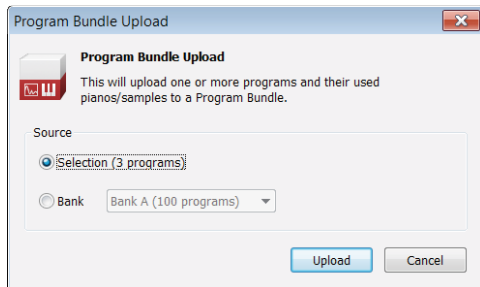 Program Bundle Upload
Program Bundle Upload
This will upload one or more programs and their used
pianos/samples to a Program Bundle.
Source
Selection (3 programs)
Bank
Bank A (100 programs)
Upload
Cancel